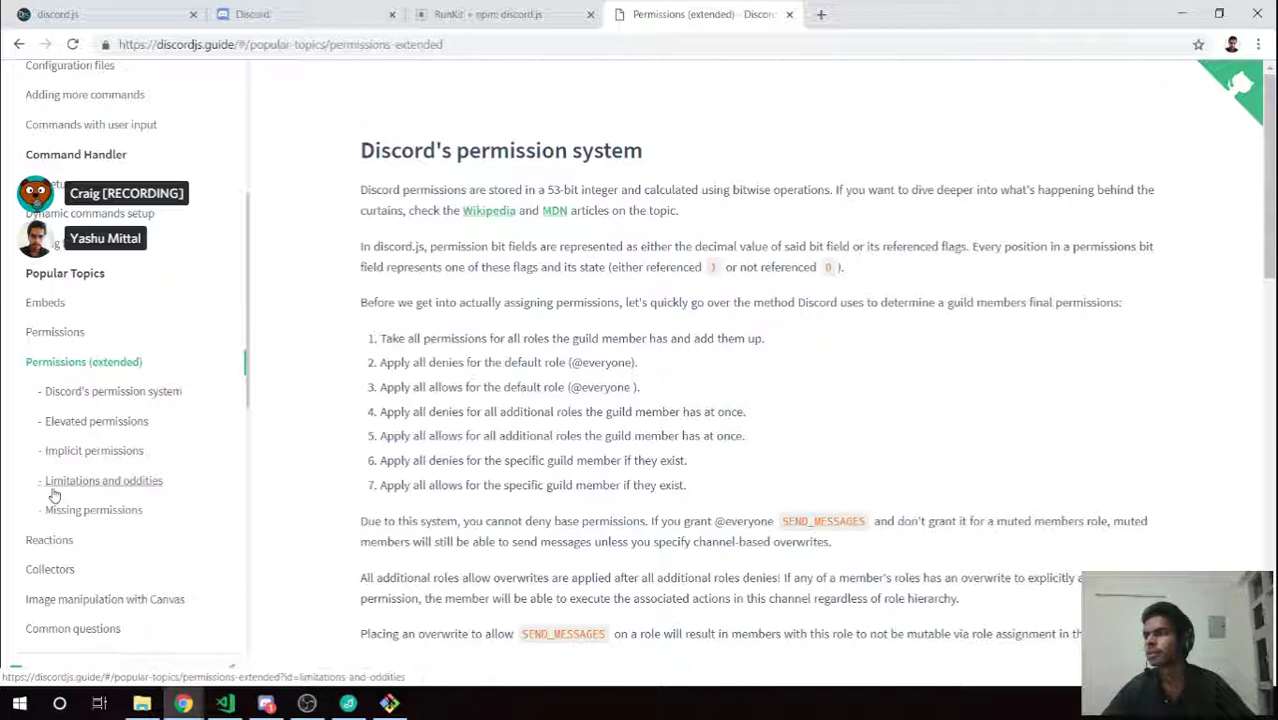 discord.js
Discord
RunKit + npm: discord.js
Permissions (extended) - Discor
https://discordjs.guide/#/popular-topics/permissions-extended
Configuration files
Adding more commands
Commands with user input
Command Handler
Craig [RECORDING]
Dynamic commands setup
Yashu Mittal
Popular Topics
Embeds
Permissions
Permissions (extended)
- Discord's permission system
- Elevated permissions
- Implicit permissions
- Limitations and oddities
- Missing permissions
Reactions
Collectors
Image manipulation with Canvas
Common questions
Discord's permission system
Discord permissions are stored in a 53-bit integer and calculated using bitwise operations. If you want to dive deeper into what's happening behind the
curtains, check the Wikipedia and MDN articles on the topic.
In discord.js, permission bit fields are represented as either the decimal value of said bit field or its referenced flags. Every position in a permissions bit
field represents one of these flags and its state (either referenced 1 or not referenced 0 ).
Before we get into actually assigning permissions, let's quickly go over the method Discord uses to determine a guild members final permissions:
1. Take all permissions for all roles the guild member has and add them up.
2. Apply all denies for the default role (@everyone).
3. Apply all allows for the default role (@everyone ).
4. Apply all denies for all additional roles the guild member has at once.
5. Apply all allows for all additional roles the guild member has at once.
6. Apply all denies for the specific guild member if they exist.
7. Apply all allows for the specific guild member if they exist.
Due to this system, you cannot deny base permissions. If you grant @everyone SEND_MESSAGES and don't grant it for a muted members role, muted
members will still be able to send messages unless you specify channel-based overwrites.
All additional roles allow overwrites are applied after all additional roles denies! If any of a member's roles has an overwrite to explicitly a
permission, the member will be able to execute the associated actions in this channel regardless of role hierarchy.
Placing an overwrite to allow SEND_MESSAGES on a role will result in members with this role to not be mutable via role assignment in th
https://discordjs.guide/#/popular-topics/permissions-extended?id=limitations-and-oddities